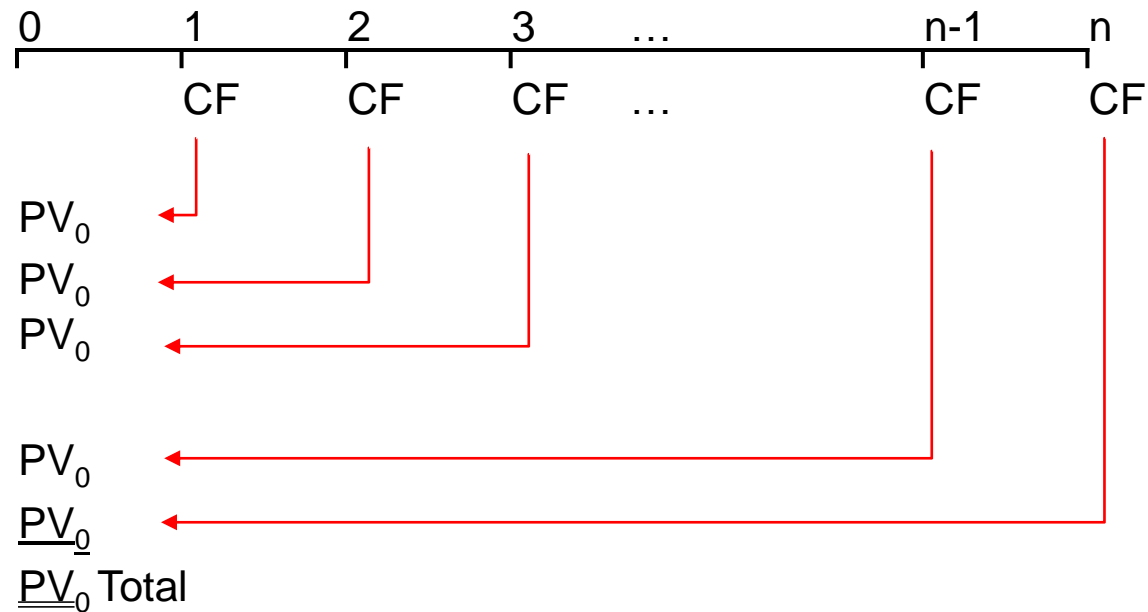 0 1 2 3 … n-1 n
CF CF CF … CF CF
PV₀
PV₀
PV₀
PV₀
PV₀
PV₀ Total